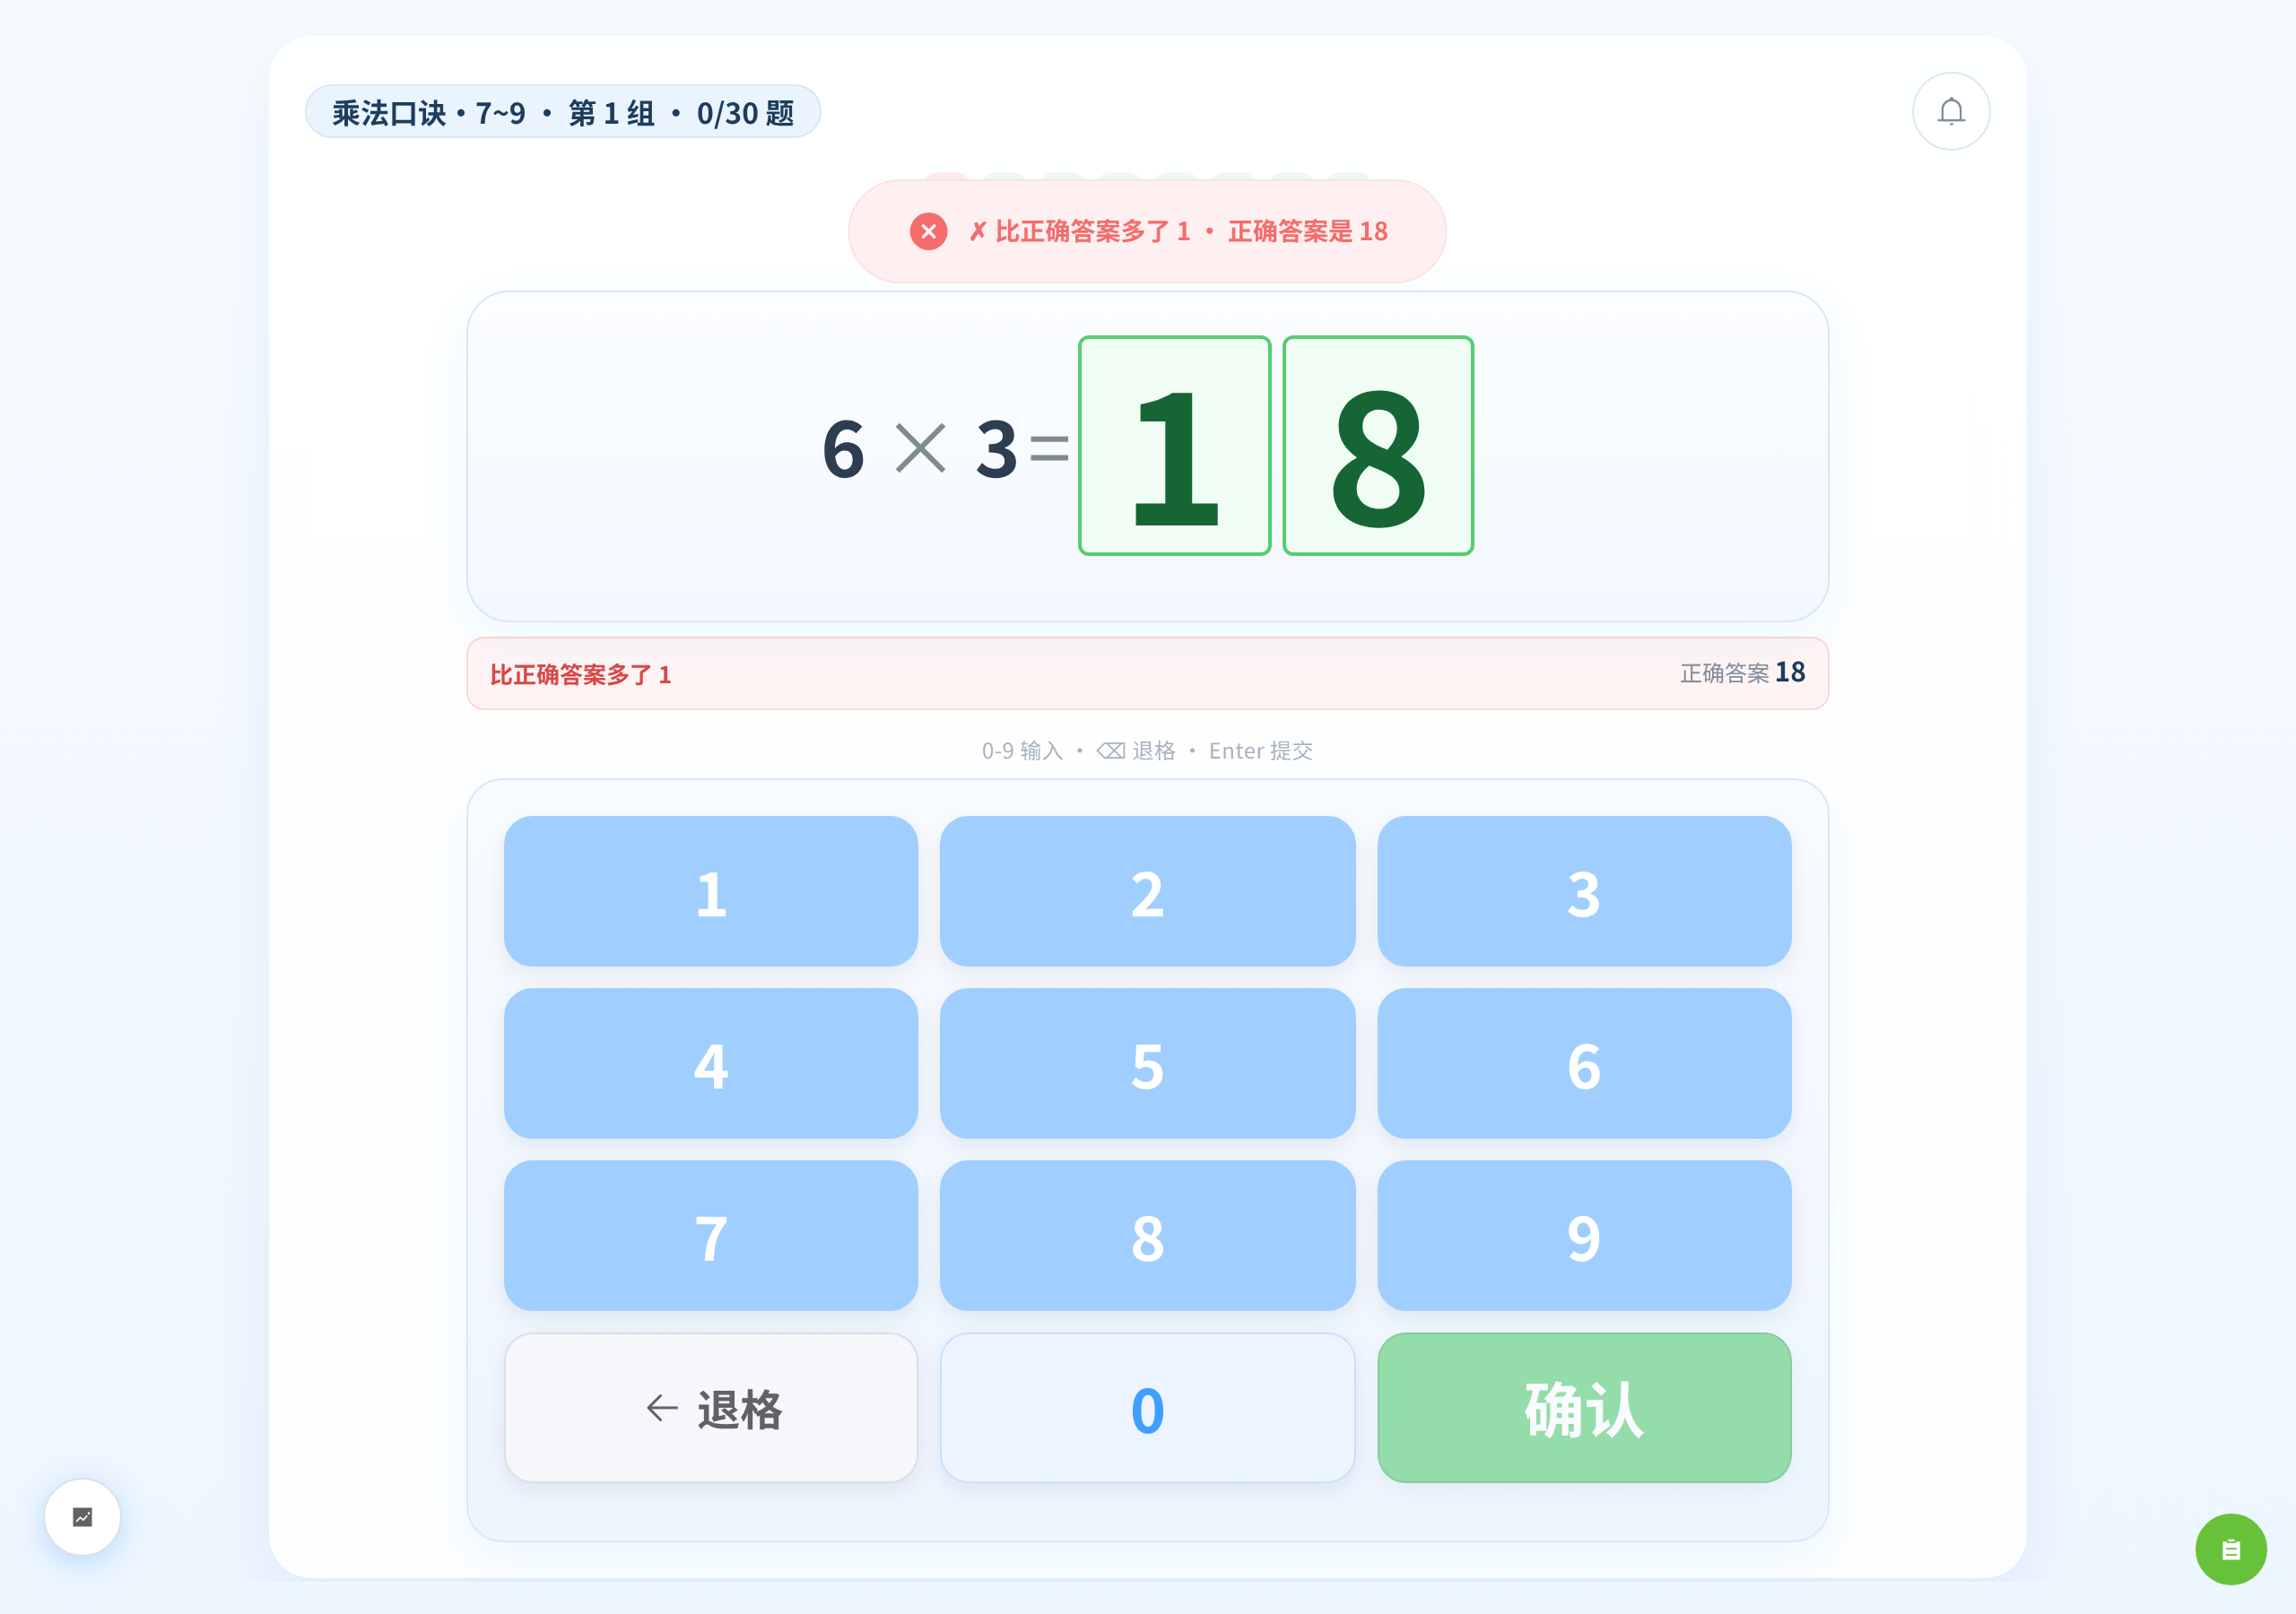 乘法口诀·7~9 · 第 1 组 · 0/30 题
✗ 比正确答案多了 1 · 正确答案是 18
6 × 3 = 18
比正确答案多了 1
正确答案 18
0-9 输入 · ⌫ 退格 · Enter 提交
1 2 3
4 5 6
7 8 9
← 退格 0 确认